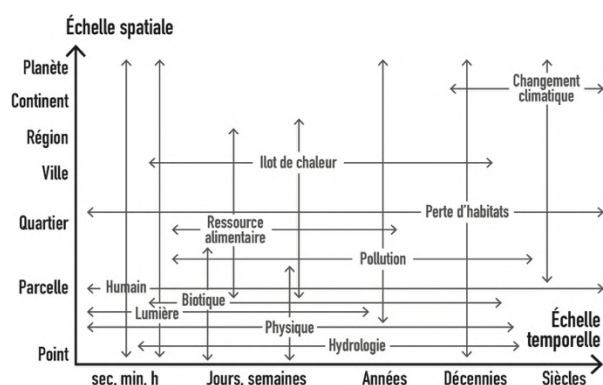 Échelle spatiale
Planète
Changement
climatique
Continent
Région
Ilot de chaleur
Ville
Perte d'habitats
Quartier
Ressource
alimentaire
Pollution
Parcelle
Humain
Biotique
Lumière
Physique
Échelle
temporelle
Hydrologie
Point
sec, min, h
Jours, semaines
Années
Décennies
Siècles